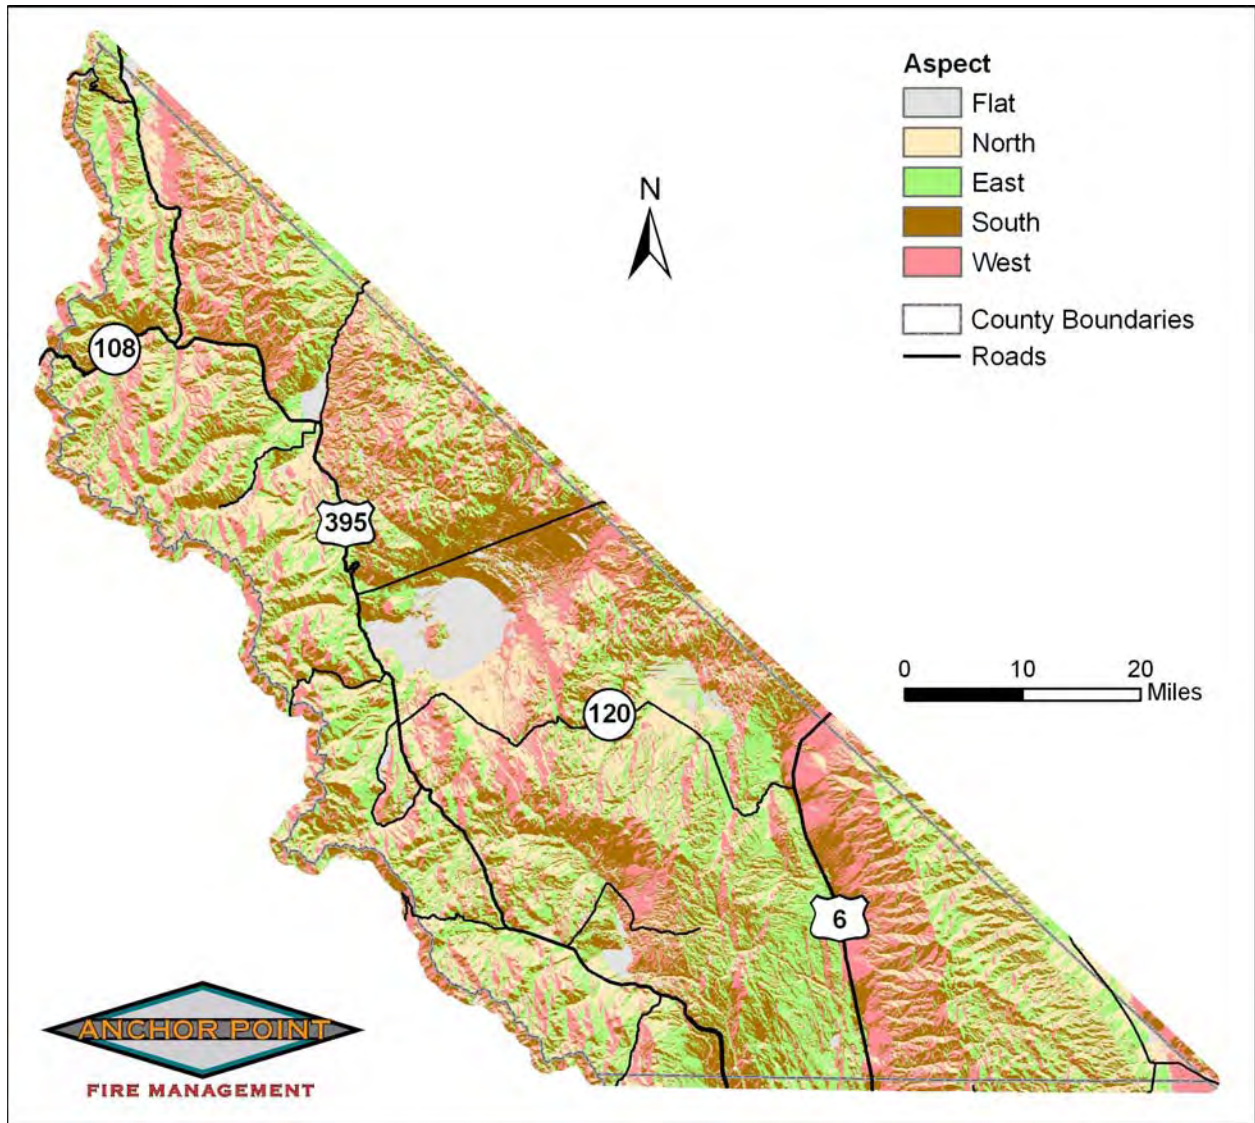 Aspect
Flat
North
East
South
West
County Boundaries
Roads
N
108
395
120
6
0 10 20
Miles
ANCHOR POINT
FIRE MANAGEMENT